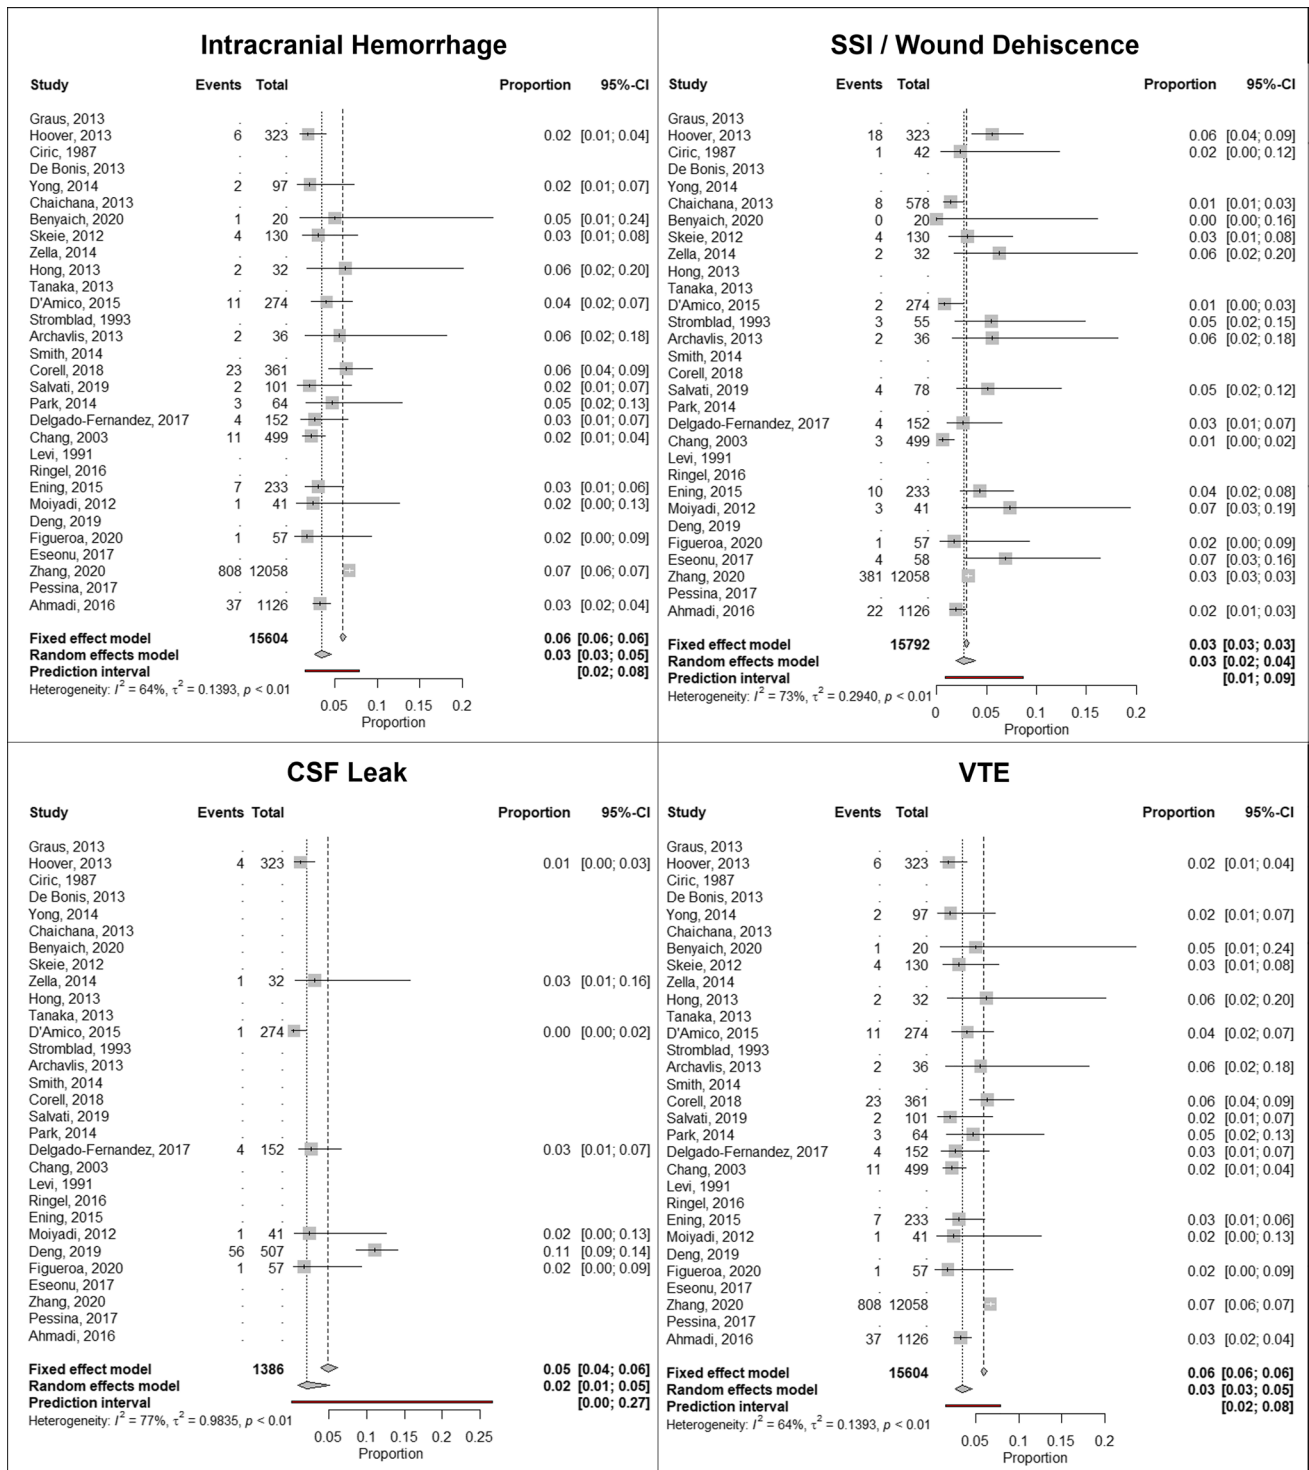 Intracranial Hemorrhage
Study Events Total Proportion 95%-CI
Graus, 2013 . .
Hoover, 2013 6 323 0.02 [0.01; 0.04]
Ciric, 1987 . .
De Bonis, 2013 . .
Yong, 2014 2 97 0.02 [0.01; 0.07]
Chaichana, 2013 . .
Benyaich, 2020 1 20 0.05 [0.01; 0.24]
Skeie, 2012 4 130 0.03 [0.01; 0.08]
Zella, 2014 . .
Hong, 2013 2 32 0.06 [0.02; 0.20]
Tanaka, 2013 . .
D'Amico, 2015 11 274 0.04 [0.02; 0.07]
Stromblad, 1993 . .
Archavlis, 2013 2 36 0.06 [0.02; 0.18]
Smith, 2014 . .
Corell, 2018 23 361 0.06 [0.04; 0.09]
Salvati, 2019 2 101 0.02 [0.01; 0.07]
Park, 2014 3 64 0.05 [0.02; 0.13]
Delgado-Fernandez, 2017 4 152 0.03 [0.01; 0.07]
Chang, 2003 11 499 0.02 [0.01; 0.04]
Levi, 1991 . .
Ringel, 2016 . .
Ening, 2015 7 233 0.03 [0.01; 0.06]
Moiyadi, 2012 1 41 0.02 [0.00; 0.13]
Deng, 2019 . .
Figueroa, 2020 1 57 0.02 [0.00; 0.09]
Eseonu, 2017 . .
Zhang, 2020 808 12058 0.07 [0.06; 0.07]
Pessina, 2017 . .
Ahmadi, 2016 37 1126 0.03 [0.02; 0.04]
Fixed effect model 15604 0.06 [0.06; 0.06]
Random effects model 0.03 [0.03; 0.05]
Prediction interval [0.02; 0.08]
Heterogeneity: I² = 64%, τ² = 0.1393, p < 0.01
0.05 0.1 0.15 0.2
Proportion
SSI / Wound Dehiscence
Study Events Total Proportion 95%-CI
Graus, 2013 . .
Hoover, 2013 18 323 0.06 [0.04; 0.09]
Ciric, 1987 1 42 0.02 [0.00; 0.12]
De Bonis, 2013 . .
Yong, 2014 . .
Chaichana, 2013 8 578 0.01 [0.01; 0.03]
Benyaich, 2020 0 20 0.00 [0.00; 0.16]
Skeie, 2012 4 130 0.03 [0.01; 0.08]
Zella, 2014 2 32 0.06 [0.02; 0.20]
Hong, 2013 . .
Tanaka, 2013 . .
D'Amico, 2015 2 274 0.01 [0.00; 0.03]
Stromblad, 1993 3 55 0.05 [0.02; 0.15]
Archavlis, 2013 2 36 0.06 [0.02; 0.18]
Smith, 2014 . .
Corell, 2018 . .
Salvati, 2019 4 78 0.05 [0.02; 0.12]
Park, 2014 . .
Delgado-Fernandez, 2017 4 152 0.03 [0.01; 0.07]
Chang, 2003 3 499 0.01 [0.00; 0.02]
Levi, 1991 . .
Ringel, 2016 . .
Ening, 2015 10 233 0.04 [0.02; 0.08]
Moiyadi, 2012 3 41 0.07 [0.03; 0.19]
Deng, 2019 . .
Figueroa, 2020 1 57 0.02 [0.00; 0.09]
Eseonu, 2017 4 58 0.07 [0.03; 0.16]
Zhang, 2020 381 12058 0.03 [0.03; 0.03]
Pessina, 2017 . .
Ahmadi, 2016 22 1126 0.02 [0.01; 0.03]
Fixed effect model 15792 0.03 [0.03; 0.03]
Random effects model 0.03 [0.02; 0.04]
Prediction interval [0.01; 0.09]
Heterogeneity: I² = 73%, τ² = 0.2940, p < 0.01
0 0.05 0.1 0.15 0.2
Proportion
CSF Leak
Study Events Total Proportion 95%-CI
Graus, 2013 . .
Hoover, 2013 4 323 0.01 [0.00; 0.03]
Ciric, 1987 . .
De Bonis, 2013 . .
Yong, 2014 . .
Chaichana, 2013 . .
Benyaich, 2020 . .
Skeie, 2012 . .
Zella, 2014 1 32 0.03 [0.01; 0.16]
Hong, 2013 . .
Tanaka, 2013 . .
D'Amico, 2015 1 274 0.00 [0.00; 0.02]
Stromblad, 1993 . .
Archavlis, 2013 . .
Smith, 2014 . .
Corell, 2018 . .
Salvati, 2019 . .
Park, 2014 . .
Delgado-Fernandez, 2017 4 152 0.03 [0.01; 0.07]
Chang, 2003 . .
Levi, 1991 . .
Ringel, 2016 . .
Ening, 2015 . .
Moiyadi, 2012 1 41 0.02 [0.00; 0.13]
Deng, 2019 56 507 0.11 [0.09; 0.14]
Figueroa, 2020 1 57 0.02 [0.00; 0.09]
Eseonu, 2017 . .
Zhang, 2020 . .
Pessina, 2017 . .
Ahmadi, 2016 . .
Fixed effect model 1386 0.05 [0.04; 0.06]
Random effects model 0.02 [0.01; 0.05]
Prediction interval [0.00; 0.27]
Heterogeneity: I² = 77%, τ² = 0.9835, p < 0.01
0.05 0.1 0.15 0.2 0.25
Proportion
VTE
Study Events Total Proportion 95%-CI
Graus, 2013 . .
Hoover, 2013 6 323 0.02 [0.01; 0.04]
Ciric, 1987 . .
De Bonis, 2013 . .
Yong, 2014 2 97 0.02 [0.01; 0.07]
Chaichana, 2013 . .
Benyaich, 2020 1 20 0.05 [0.01; 0.24]
Skeie, 2012 4 130 0.03 [0.01; 0.08]
Zella, 2014 . .
Hong, 2013 2 32 0.06 [0.02; 0.20]
Tanaka, 2013 . .
D'Amico, 2015 11 274 0.04 [0.02; 0.07]
Stromblad, 1993 . .
Archavlis, 2013 2 36 0.06 [0.02; 0.18]
Smith, 2014 . .
Corell, 2018 23 361 0.06 [0.04; 0.09]
Salvati, 2019 2 101 0.02 [0.01; 0.07]
Park, 2014 3 64 0.05 [0.02; 0.13]
Delgado-Fernandez, 2017 4 152 0.03 [0.01; 0.07]
Chang, 2003 11 499 0.02 [0.01; 0.04]
Levi, 1991 . .
Ringel, 2016 . .
Ening, 2015 7 233 0.03 [0.01; 0.06]
Moiyadi, 2012 1 41 0.02 [0.00; 0.13]
Deng, 2019 . .
Figueroa, 2020 1 57 0.02 [0.00; 0.09]
Eseonu, 2017 . .
Zhang, 2020 808 12058 0.07 [0.06; 0.07]
Pessina, 2017 . .
Ahmadi, 2016 37 1126 0.03 [0.02; 0.04]
Fixed effect model 15604 0.06 [0.06; 0.06]
Random effects model 0.03 [0.03; 0.05]
Prediction interval [0.02; 0.08]
Heterogeneity: I² = 64%, τ² = 0.1393, p < 0.01
0.05 0.1 0.15 0.2
Proportion